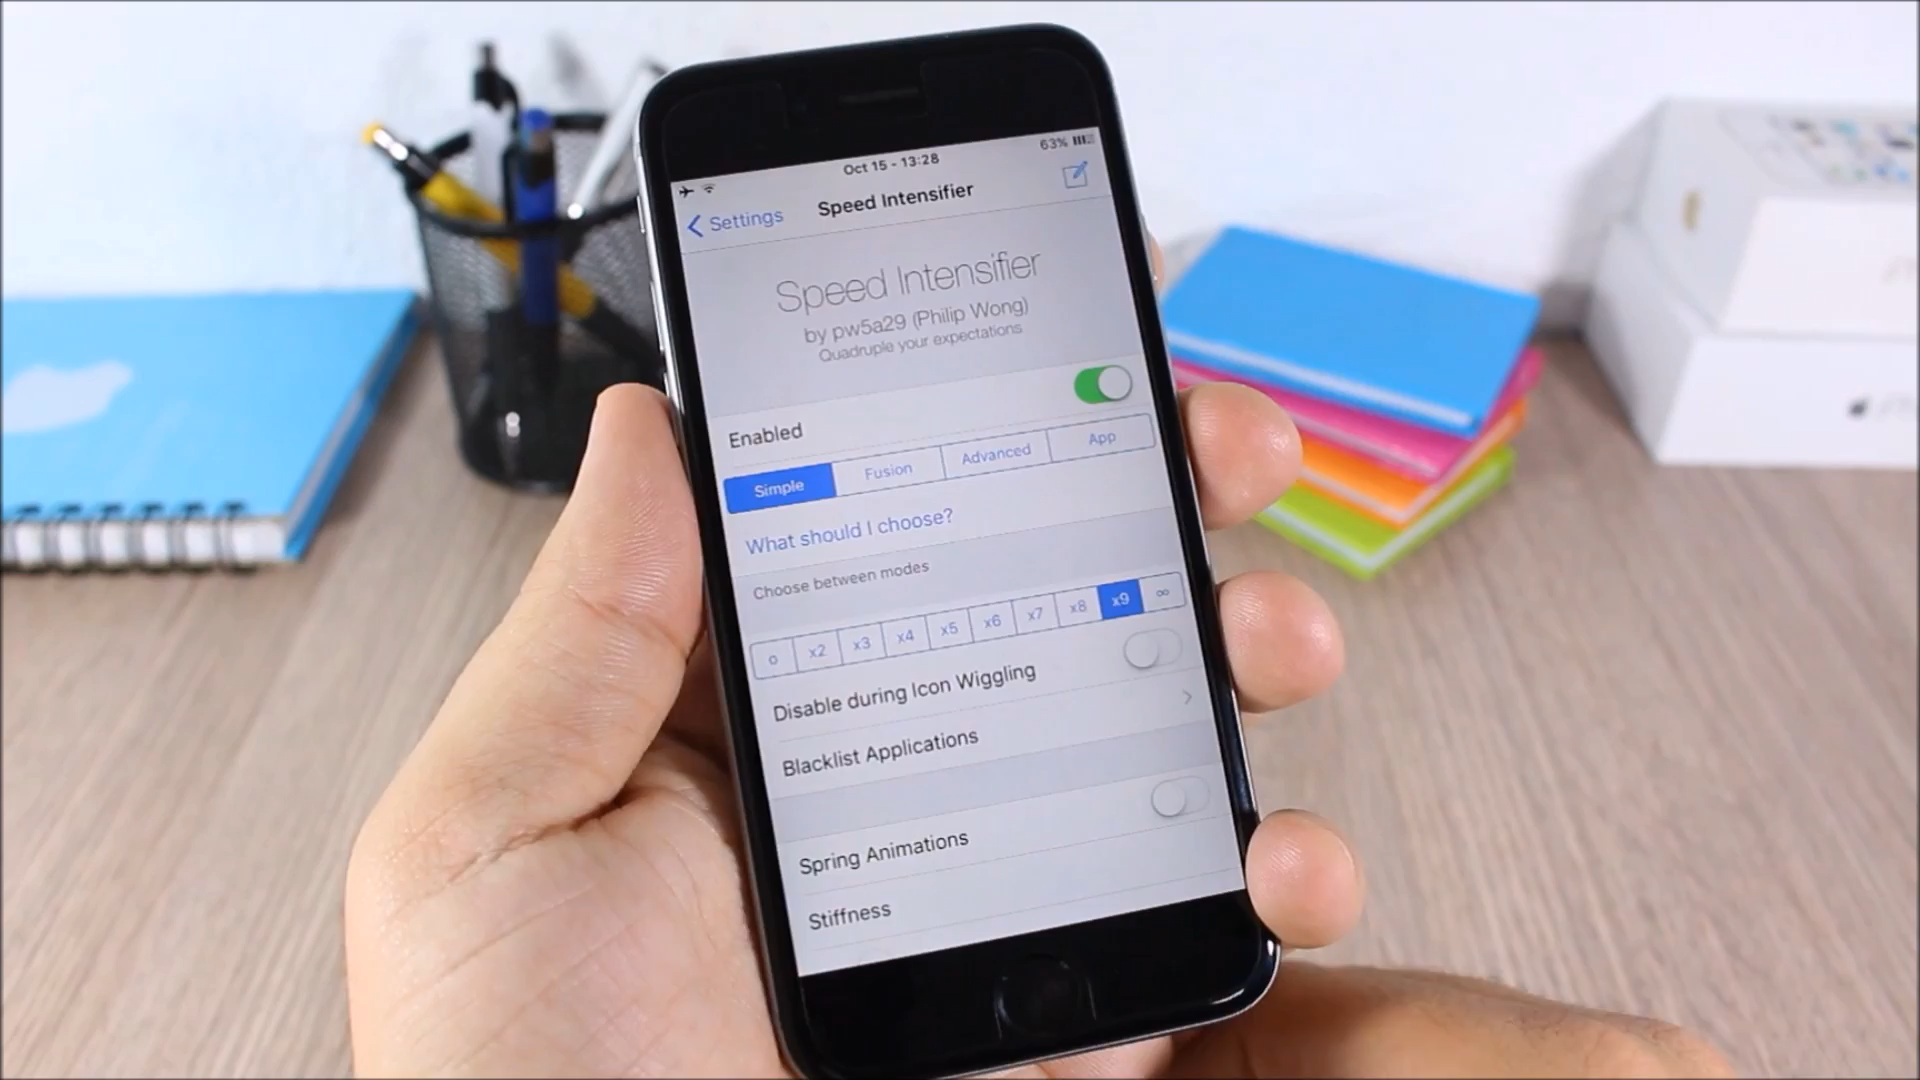 Oct 15 - 13:28
63%
Settings
Speed Intensifier
Speed Intensifier
by pw5a29 (Philip Wong)
Quadruple your expectations
Enabled
Simple Fusion Advanced App
What should I choose?
Choose between modes
o x2 x3 x4 x5 x6 x7 x8 x9 ∞
Disable during Icon Wiggling
Blacklist Applications
Spring Animations
Stiffness